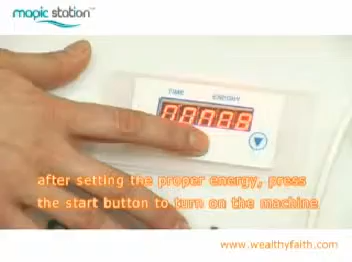 magic station™
TIME ENERGY
after setting the proper energy, press
the start button to turn on the machine
www.wealthyfaith.com